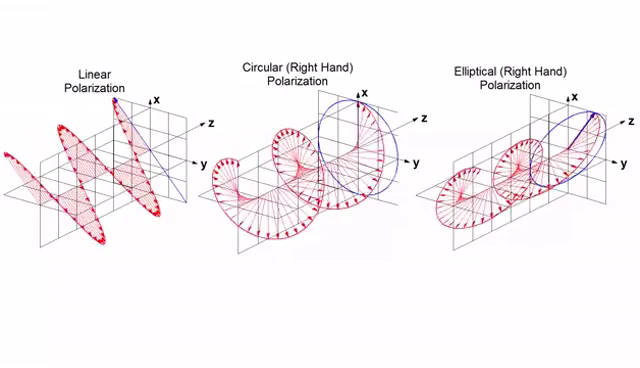 Linear
Polarization
x
z
y
Circular (Right Hand)
Polarization
x
z
y
Elliptical (Right Hand)
Polarization
x
z
y